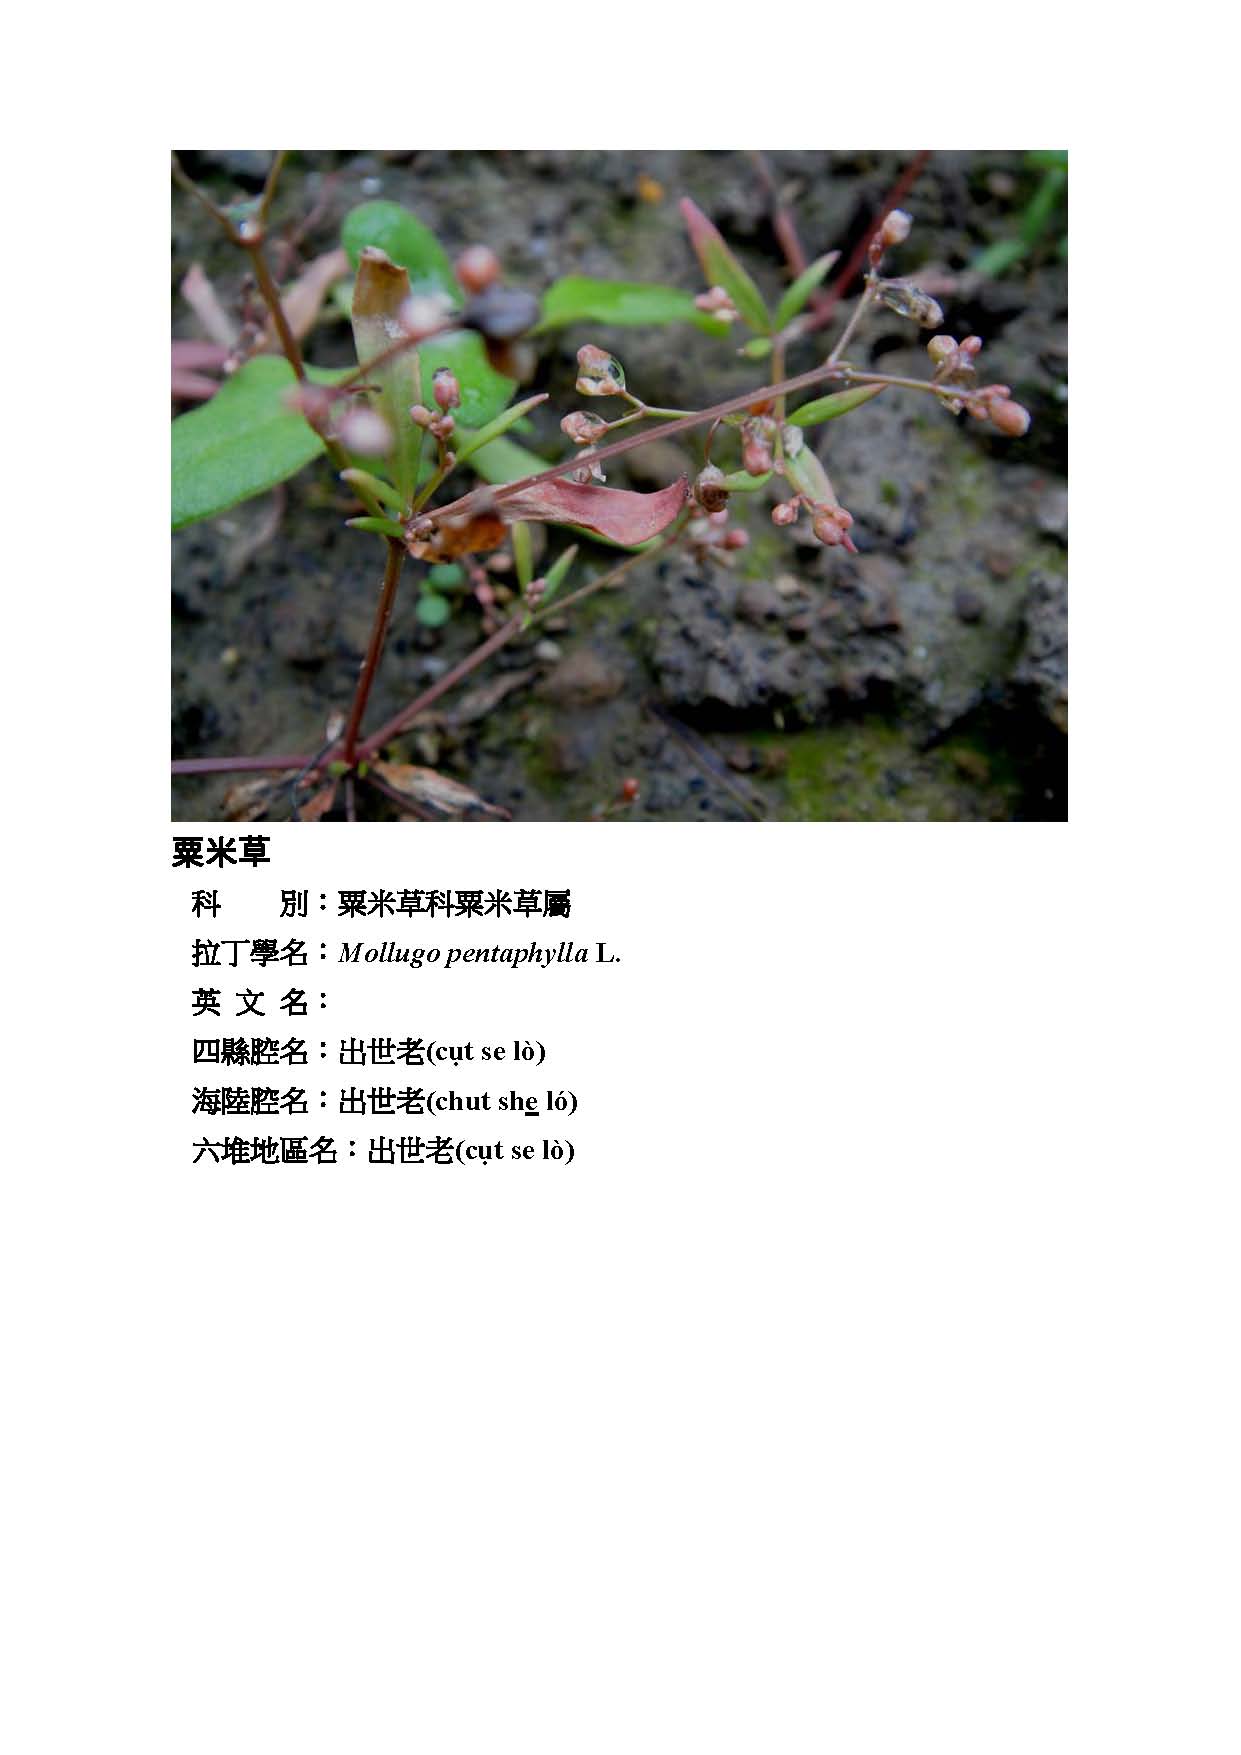 粟米草
科　　別：粟米草科粟米草屬
拉丁學名：Mollugo pentaphylla L.
英 文 名：
四縣腔名：出世老(cụt se lò)
海陸腔名：出世老(chut she ló)
六堆地區名：出世老(cụt se lò)